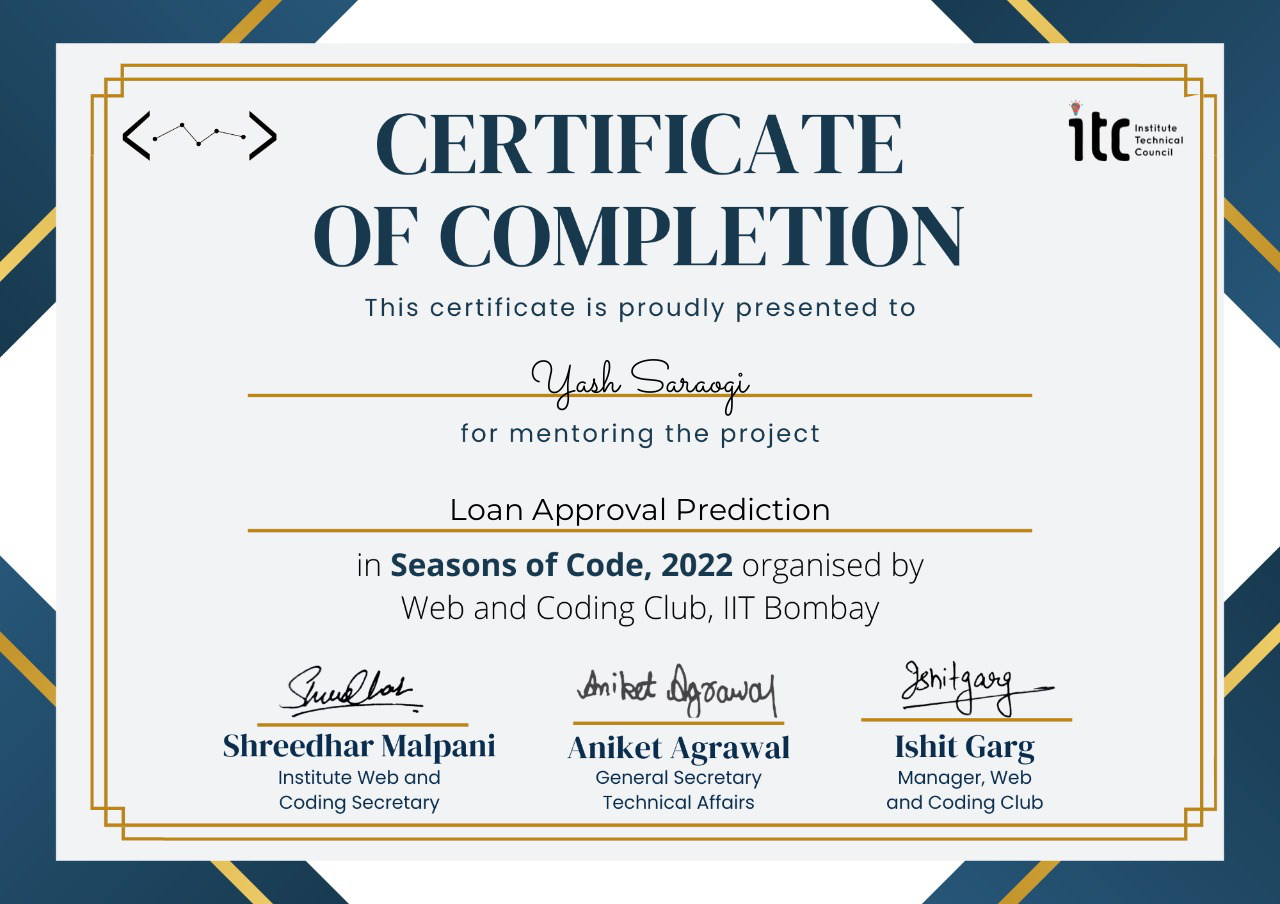 CERTIFICATE
OF COMPLETION
itc Institute
Technical
Council
This certificate is proudly presented to
Yash Saraogi
for mentoring the project
Loan Approval Prediction
in Seasons of Code, 2022 organised by
Web and Coding Club, IIT Bombay
Shreedhar
Aniket Agrawal
Ishitgarg
Shreedhar Malpani
Aniket Agrawal
Ishit Garg
Institute Web and
Coding Secretary
General Secretary
Technical Affairs
Manager, Web
and Coding Club